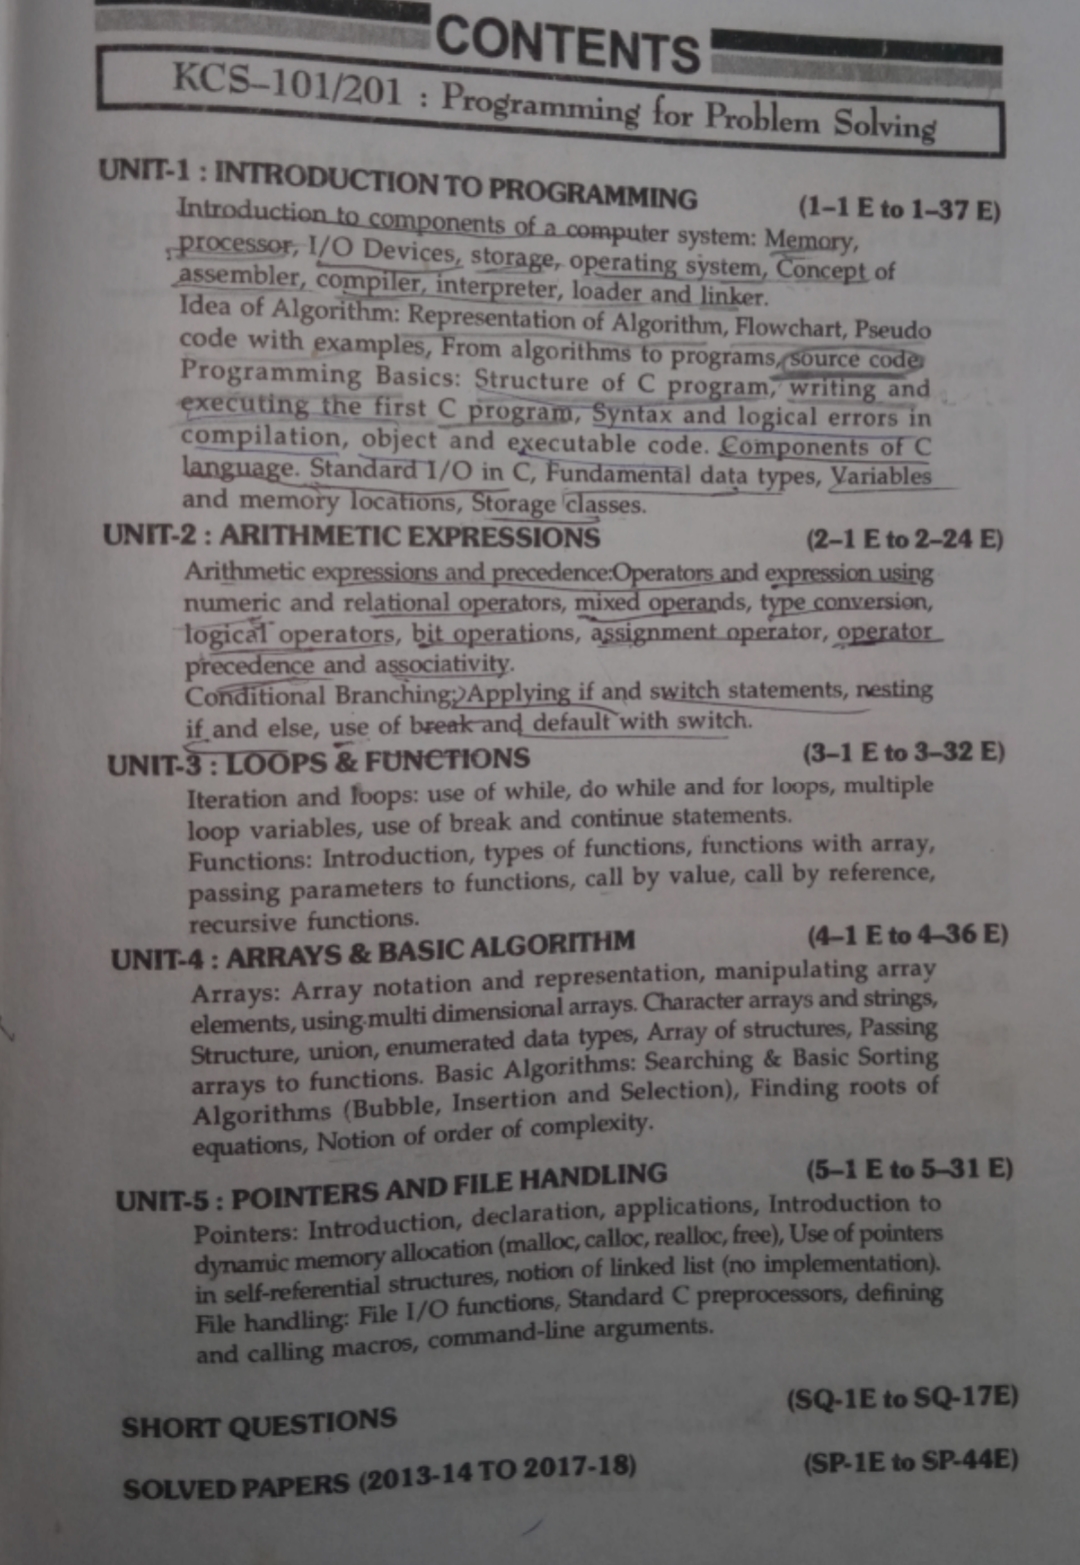 CONTENTS
KCS–101/201 : Programming for Problem Solving
UNIT-1 : INTRODUCTION TO PROGRAMMING (1–1 E to 1–37 E)
Introduction to components of a computer system: Memory,
processor, I/O Devices, storage, operating system, Concept of
assembler, compiler, interpreter, loader and linker.
Idea of Algorithm: Representation of Algorithm, Flowchart, Pseudo
code with examples, From algorithms to programs, source code.
Programming Basics: Structure of C program, writing and
executing the first C program, Syntax and logical errors in
compilation, object and executable code. Components of C
language. Standard I/O in C, Fundamental data types, Variables
and memory locations, Storage classes.
UNIT-2 : ARITHMETIC EXPRESSIONS (2–1 E to 2–24 E)
Arithmetic expressions and precedence:Operators and expression using
numeric and relational operators, mixed operands, type conversion,
logical operators, bit operations, assignment operator, operator
precedence and associativity.
Conditional Branching: Applying if and switch statements, nesting
if and else, use of break and default with switch.
UNIT-3 : LOOPS & FUNCTIONS (3–1 E to 3–32 E)
Iteration and loops: use of while, do while and for loops, multiple
loop variables, use of break and continue statements.
Functions: Introduction, types of functions, functions with array,
passing parameters to functions, call by value, call by reference,
recursive functions.
UNIT-4 : ARRAYS & BASIC ALGORITHM (4–1 E to 4–36 E)
Arrays: Array notation and representation, manipulating array
elements, using multi dimensional arrays. Character arrays and strings,
Structure, union, enumerated data types, Array of structures, Passing
arrays to functions. Basic Algorithms: Searching & Basic Sorting
Algorithms (Bubble, Insertion and Selection), Finding roots of
equations, Notion of order of complexity.
UNIT-5 : POINTERS AND FILE HANDLING (5–1 E to 5–31 E)
Pointers: Introduction, declaration, applications, Introduction to
dynamic memory allocation (malloc, calloc, realloc, free), Use of pointers
in self-referential structures, notion of linked list (no implementation).
File handling: File I/O functions, Standard C preprocessors, defining
and calling macros, command-line arguments.
SHORT QUESTIONS (SQ-1E to SQ-17E)
SOLVED PAPERS (2013-14 TO 2017-18) (SP-1E to SP-44E)